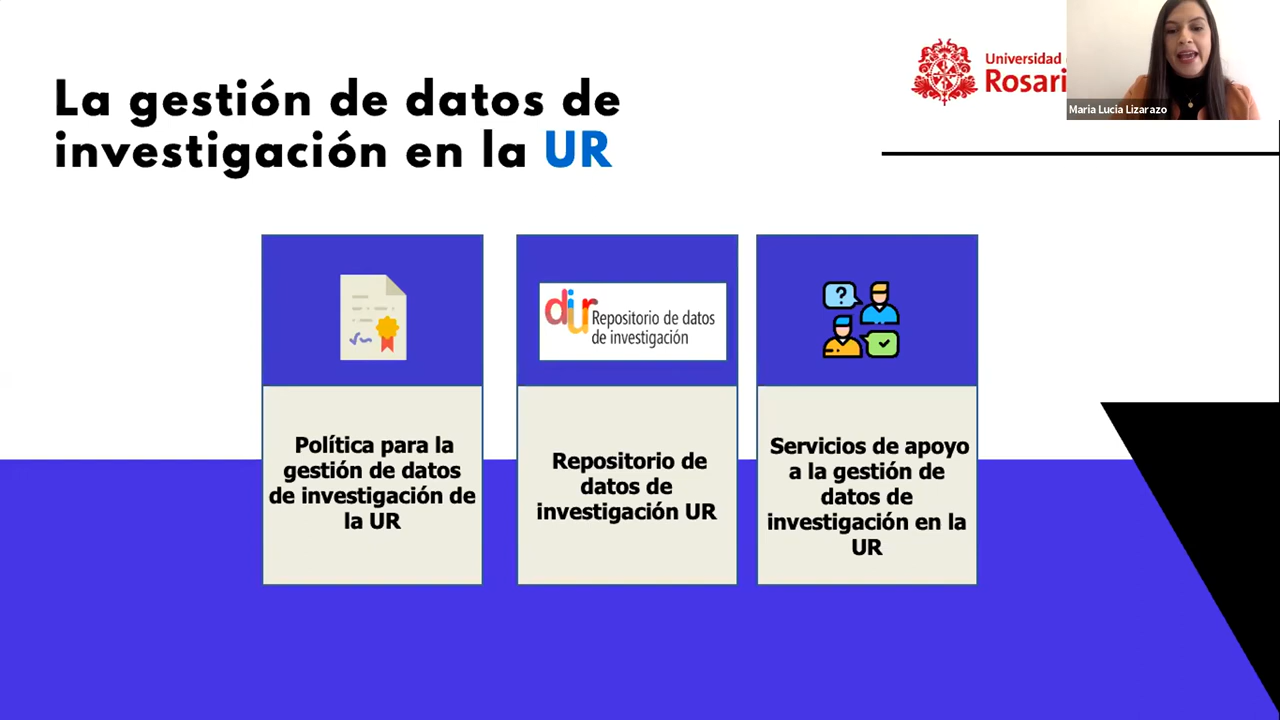 La gestión de datos de
investigación en la UR
Universidad
Rosari
Maria Lucia Lizarazo
diur Repositorio de datos
de investigación
Política para la
gestión de datos
de investigación de
la UR
Repositorio de
datos de
investigación UR
Servicios de apoyo
a la gestión de
datos de
investigación en la
UR